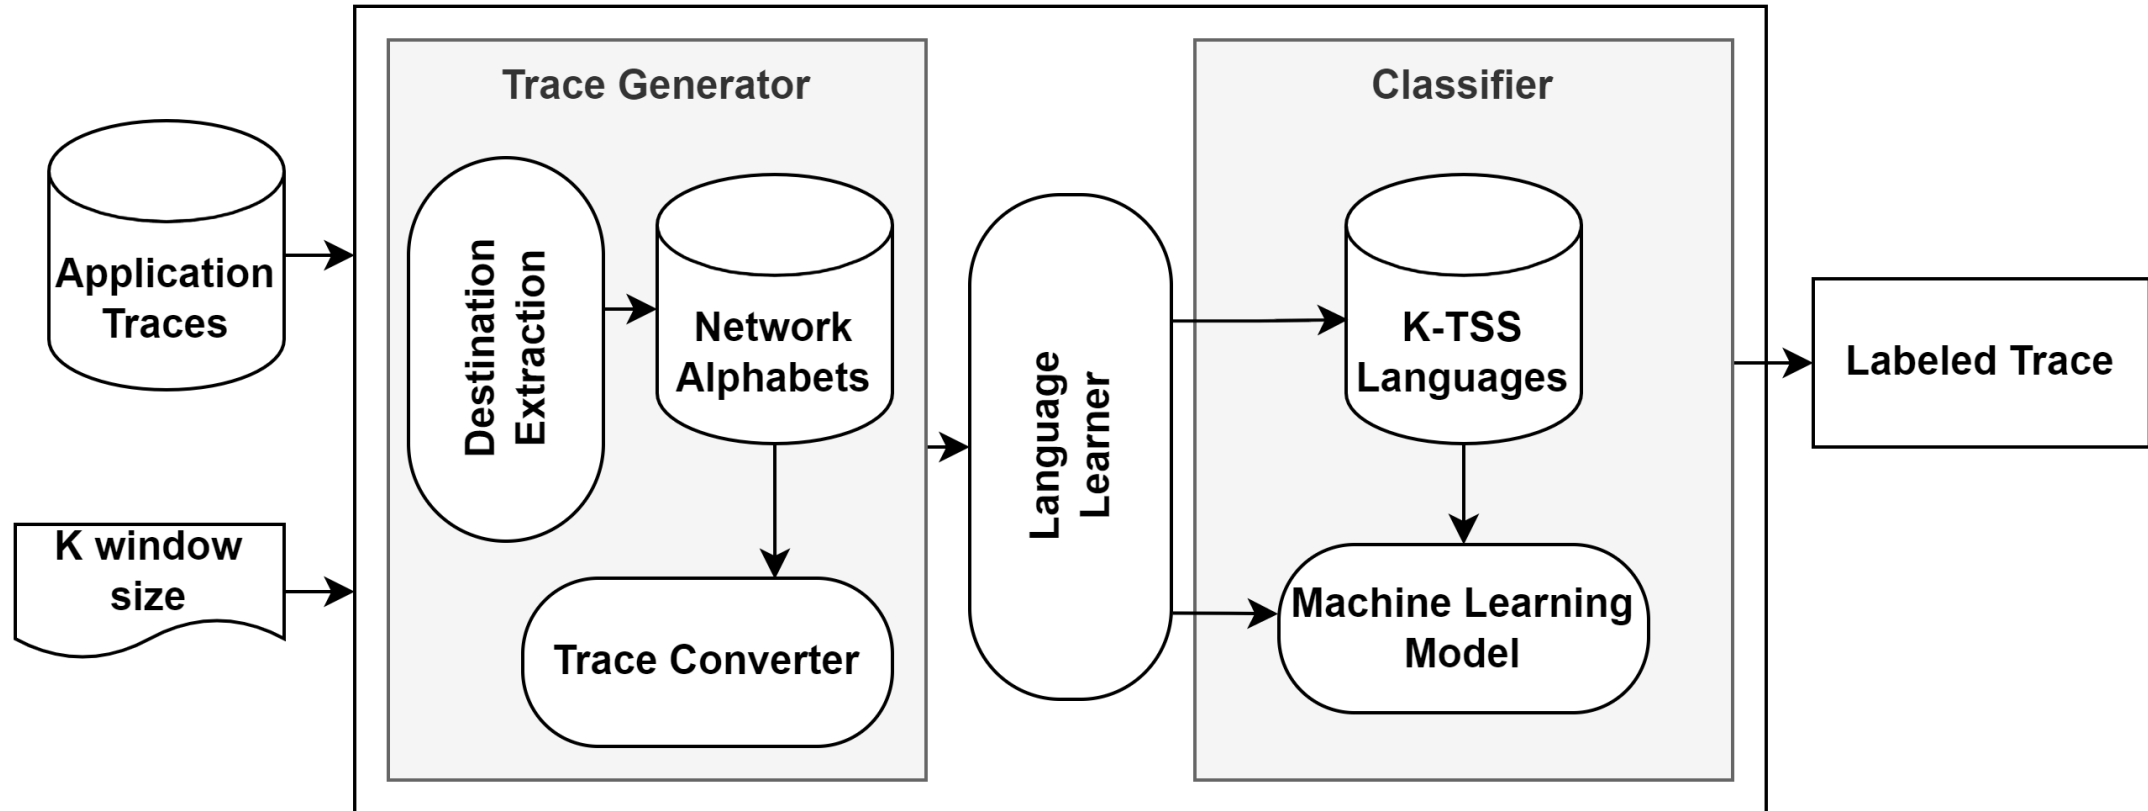 Trace Generator
Classifier
Application
Traces
Destination
Extraction
Network
Alphabets
Language
Learner
K-TSS
Languages
Labeled Trace
K window
size
Trace Converter
Machine Learning
Model